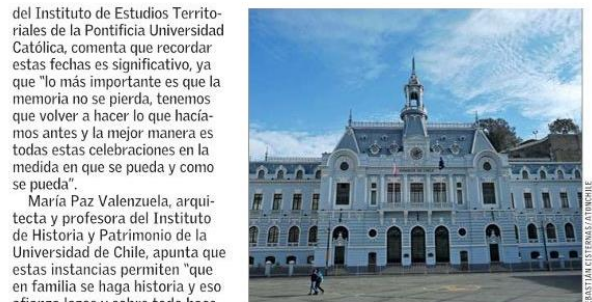 del Instituto de Estudios Territo-
riales de la Pontificia Universidad
Católica, comenta que recordar
estas fechas es significativo, ya
que "lo más importante es que la
memoria no se pierda, tenemos
que volver a hacer lo que hacía-
mos antes y la mejor manera es
todas estas celebraciones en la
medida en que se pueda y como
se pueda".
María Paz Valenzuela, arqui-
tecta y profesora del Instituto
de Historia y Patrimonio de la
Universidad de Chile, apunta que
estas instancias permiten "que
en familia se haga historia y eso
BASTIÁN CISTERNAS/ATONCHILE